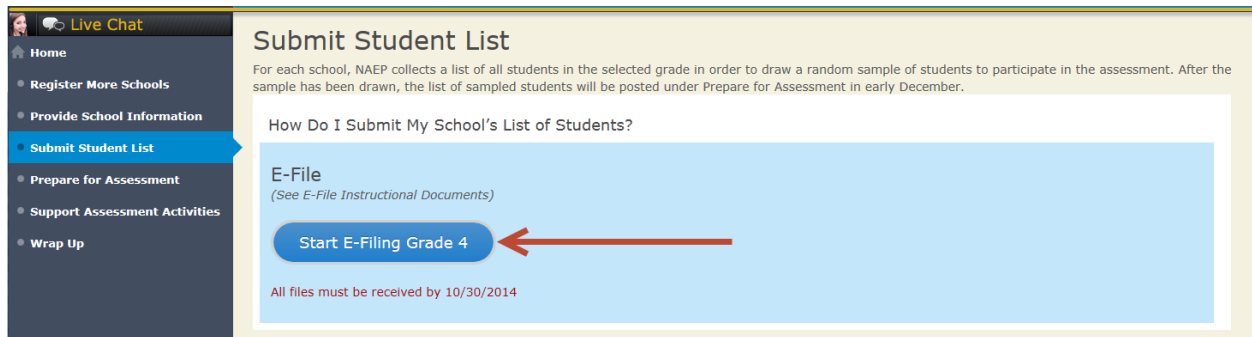 Live Chat
Home
Register More Schools
Provide School Information
Submit Student List
Prepare for Assessment
Support Assessment Activities
Wrap Up
Submit Student List
For each school, NAEP collects a list of all students in the selected grade in order to draw a random sample of students to participate in the assessment. After the
sample has been drawn, the list of sampled students will be posted under Prepare for Assessment in early December.
How Do I Submit My School's List of Students?
E-File
(See E-File Instructional Documents)
Start E-Filing Grade 4
All files must be received by 10/30/2014